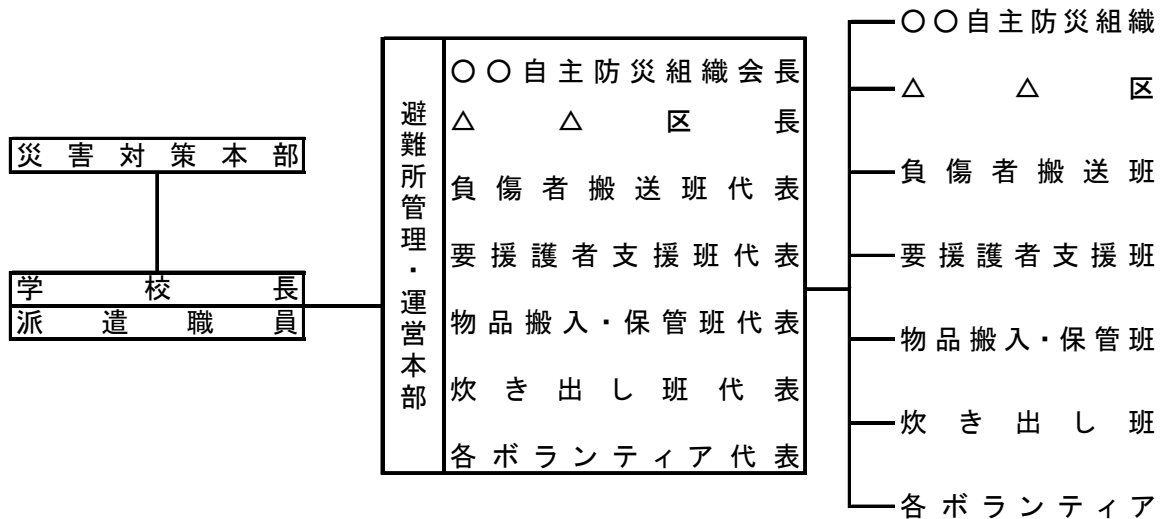 災害対策本部
学校長
派遣職員
避難所管理・運営本部
〇〇自主防災組織会長
△△区長
負傷者搬送班代表
要援護者支援班代表
物品搬入・保管班代表
炊き出し班代表
各ボランティア代表
〇〇自主防災組織
△△区
負傷者搬送班
要援護者支援班
物品搬入・保管班
炊き出し班
各ボランティア